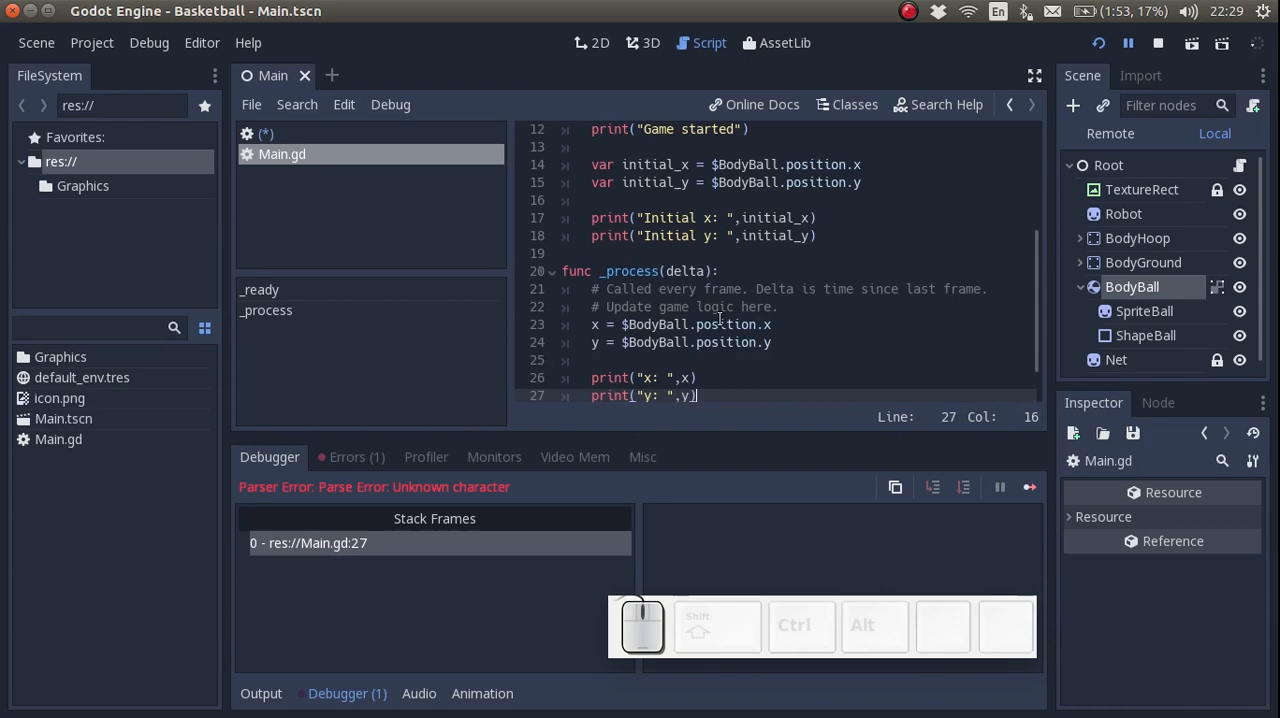 Godot Engine - Basketball - Main.tscn
En
(1:53, 17%)
22:29
Scene Project Debug Editor Help
2D 3D Script AssetLib
FileSystem
res://
Favorites:
res://
Graphics
Graphics
default_env.tres
icon.png
Main.tscn
Main.gd
Main
File Search Edit Debug
Online Docs Classes Search Help
(*)
Main.gd
_ready
_process
12 print("Game started")
13
14 var initial_x = $BodyBall.position.x
15 var initial_y = $BodyBall.position.y
16
17 print("Initial x: ",initial_x)
18 print("Initial y: ",initial_y)
19
20 func _process(delta):
21 # Called every frame. Delta is time since last frame.
22 # Update game logic here.
23 x = $BodyBall.position.x
24 y = $BodyBall.position.y
25
26 print("x: ",x)
27 print("y: ",y)
Line: 27 Col: 16
Debugger Errors (1) Profiler Monitors Video Mem Misc
Parser Error: Parse Error: Unknown character
Stack Frames
0 - res://Main.gd:27
Shift Ctrl Alt
Output Debugger (1) Audio Animation
Scene Import
Filter nodes
Remote Local
Root
TextureRect
Robot
BodyHoop
BodyGround
BodyBall
SpriteBall
ShapeBall
Net
Inspector Node
Main.gd
Resource
Resource
Reference